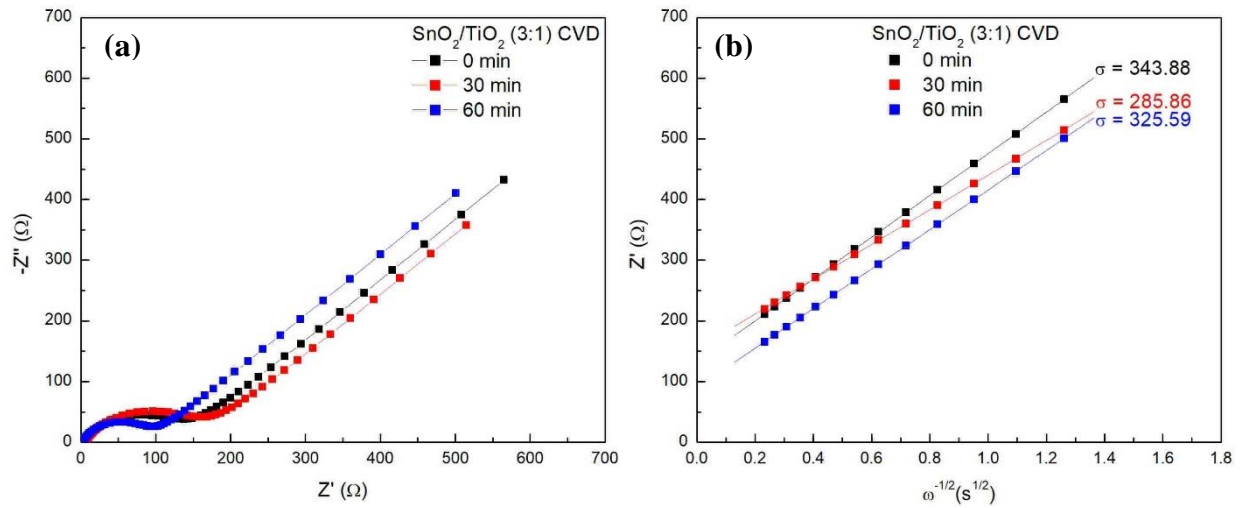 (a)
SnO₂/TiO₂ (3:1) CVD
0 min
30 min
60 min
-Z'' (Ω)
700
600
500
400
300
200
100
0
0 100 200 300 400 500 600 700
Z' (Ω)
(b)
SnO₂/TiO₂ (3:1) CVD
0 min
30 min
60 min
σ = 343.88
σ = 285.86
σ = 325.59
Z' (Ω)
700
600
500
400
300
200
100
0
0.0 0.2 0.4 0.6 0.8 1.0 1.2 1.4 1.6 1.8
ω⁻¹/²(s¹/²)